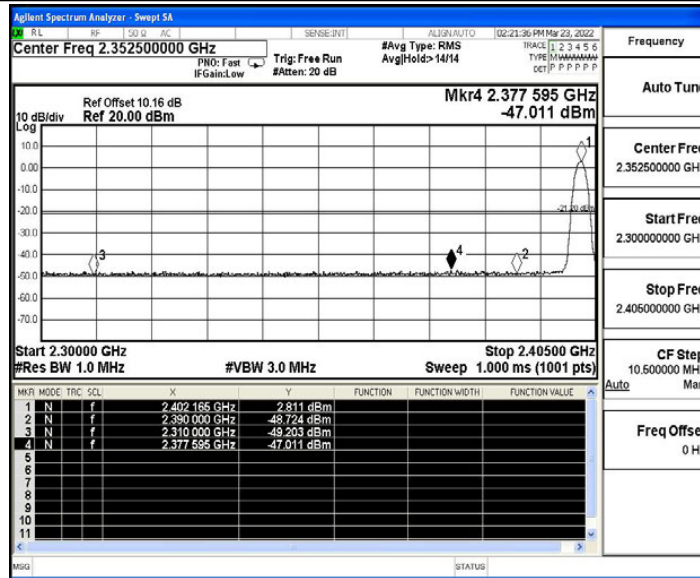 Agilent Spectrum Analyzer - Swept SA
RL RF 50 Ω AC SENSE:INT ALIGN AUTO 02:21:36 PM Mar 23, 2022
Center Freq 2.352500000 GHz
PNO: Fast
IFGain:Low
Trig: Free Run
#Atten: 20 dB
#Avg Type: RMS
Avg|Hold:>14/14
TRACE 1 2 3 4 5 6
TYPE M W W W W W
DET P P P P P P
Ref Offset 10.16 dB
10 dB/div Ref 20.00 dBm
Log
Mkr4 2.377 595 GHz
-47.011 dBm
10.0
0.00
-10.0
-20.0
-30.0
-40.0
-50.0
-60.0
-70.0
1
-21.20 dBm
3
4
2
Start 2.30000 GHz Stop 2.40500 GHz
#Res BW 1.0 MHz #VBW 3.0 MHz Sweep 1.000 ms (1001 pts)
MKR MODE TRC SCL X Y FUNCTION FUNCTION WIDTH FUNCTION VALUE
1 N f 2.402 165 GHz 2.811 dBm
2 N f 2.390 000 GHz -48.724 dBm
3 N f 2.310 000 GHz -49.203 dBm
4 N f 2.377 595 GHz -47.011 dBm
5
6
7
8
9
10
11
MSG STATUS
Frequency
Auto Tun
Center Fre
2.352500000 GH
Start Fre
2.300000000 GH
Stop Fre
2.405000000 GH
CF Step
10.500000 MH
Auto Ma
Freq Offse
0 H